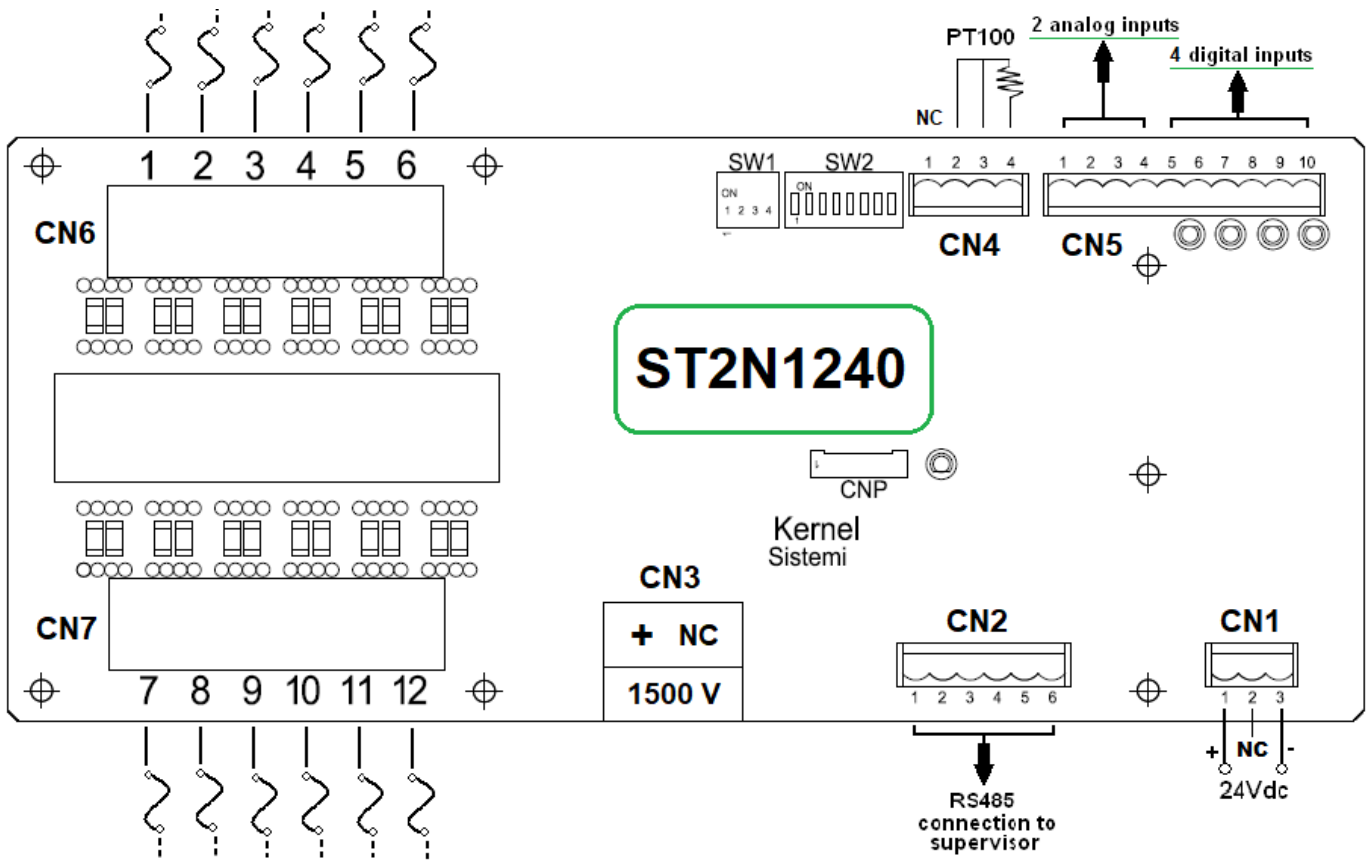 PT100
2 analog inputs
4 digital inputs
NC
1 2 3 4 5 6
SW1
SW2
1 2 3 4
1 2 3 4 5 6 7 8 9 10
ON
1 2 3 4
ON
1
CN6
CN4
CN5
ST2N1240
1
CNP
Kernel
Sistemi
CN3
+ NC
1500 V
CN7
CN2
CN1
7 8 9 10 11 12
1 2 3 4 5 6
1 2 3
+ NC -
24Vdc
RS485
connection to
supervisor